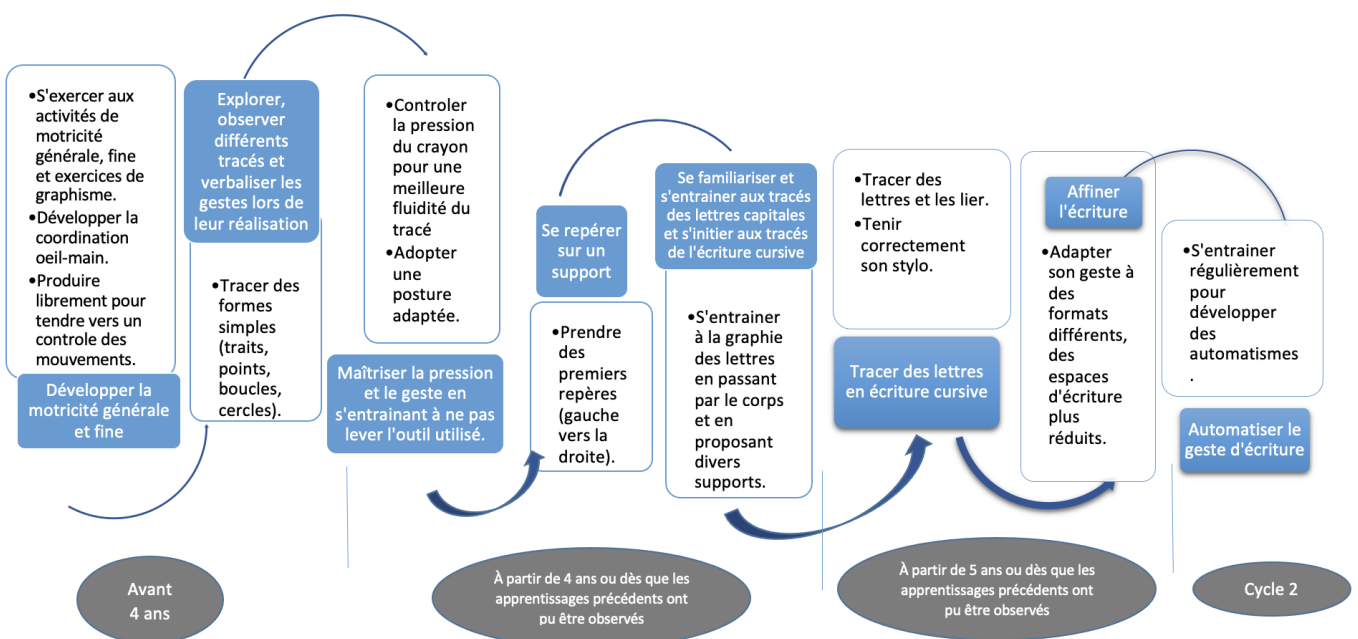 •S'exercer aux
activités de
motricité
générale, fine
et exercices de
graphisme.
•Développer la
coordination
oeil-main.
•Produire
librement pour
tendre vers un
controle des
mouvements.
Développer la
motricité générale
et fine
Explorer,
observer
différents
tracés et
verbaliser les
gestes lors de
leur réalisation
•Tracer des
formes
simples
(traits,
points,
boucles,
cercles).
•Controler
la pression
du crayon
pour une
meilleure
fluidité du
tracé
•Adopter
une
posture
adaptée.
Maîtriser la pression
et le geste en
s'entrainant à ne pas
lever l'outil utilisé.
Se repérer
sur un
support
•Prendre
des
premiers
repères
(gauche
vers la
droite).
Se familiariser et
s'entrainer aux tracés
des lettres capitales
et s'initier aux tracés
de l'écriture cursive
•S'entrainer
à la graphie
des lettres
en passant
par le corps
et en
proposant
divers
supports.
•Tracer des
lettres et les lier.
•Tenir
correctement
son stylo.
Tracer des lettres
en écriture cursive
Affiner
l'écriture
•Adapter
son geste à
des
formats
différents,
des
espaces
d'écriture
plus
réduits.
•S'entrainer
régulièrement
pour
développer
des
automatismes
.
Automatiser le
geste d'écriture
Avant
4 ans
À partir de 4 ans ou dès que les
apprentissages précédents ont
pu être observés
À partir de 5 ans ou dès que les
apprentissages précédents ont
pu être observés
Cycle 2